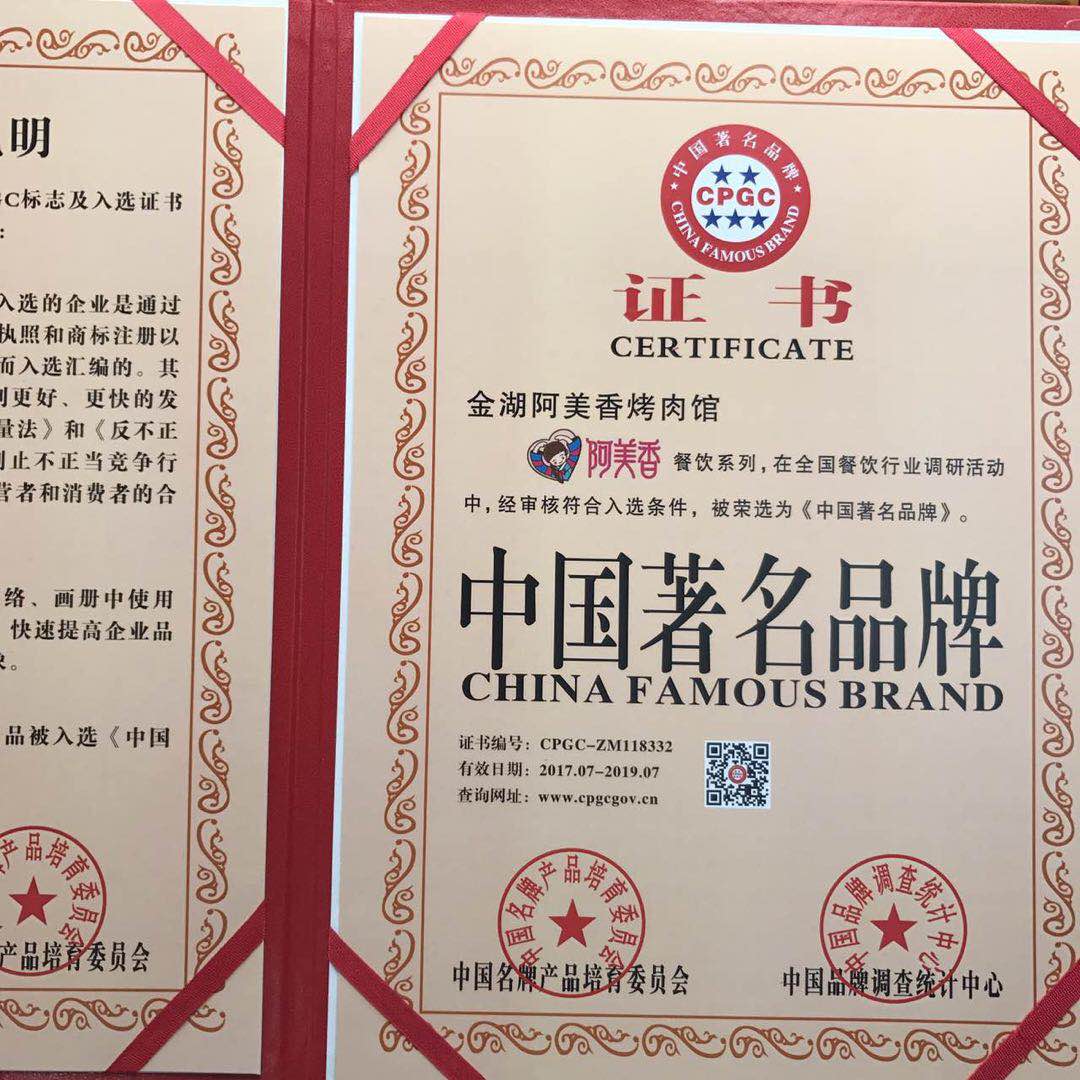 明
C标志及入选证书
：
入选的企业是通过
执照和商标注册以
而入选汇编的。其
到更好、更快的发
量法》和《反不正
制止不正当竞争行
营者和消费者的合
络、画册中使用
快速提高企业品
象。
品被入选《中国
产品培育委员会
产品培育委员会
中国著名品牌
CPGC
CHINA FAMOUS BRAND
证书
CERTIFICATE
金湖阿美香烤肉馆
阿美香 餐饮系列，在全国餐饮行业调研活动
中，经审核符合入选条件，被荣选为《中国著名品牌》。
中国著名品牌
CHINA FAMOUS BRAND
证书编号：CPGC-ZM118332
有效日期：2017.07-2019.07
查询网址：www.cpgcgov.cn
中国名牌产品培育委员会
中国品牌调查统计中心
中国名牌产品培育委员会
中国品牌调查统计中心